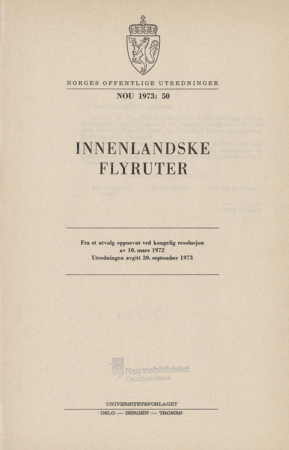 NORGES OFFENTLIGE UTREDNINGER
NOU 1973: 50
INNENLANDSKE
FLYRUTER
Fra et utvalg oppnevnt ved kongelig resolusjon
av 10. mars 1972
Utredningen avgitt 20. september 1973
Nasjonalbiblioteket
UNIVERSITETSFORLAGET
OSLO — BERGEN — TROMSØ